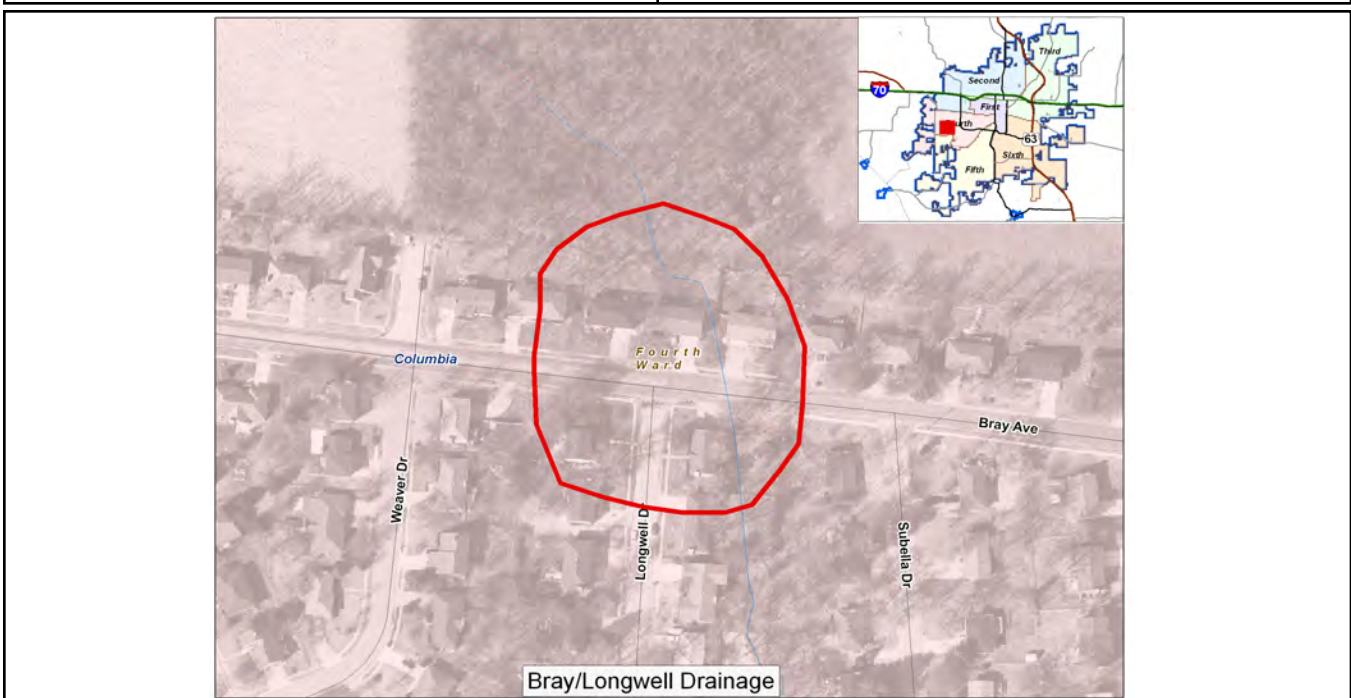 Third
Second
70
First
urth
63
Sixth
Fifth
Fourth
Ward
Columbia
Bray Ave
Weaver Dr
Longwell Dr
Subella Dr
Bray/Longwell Drainage